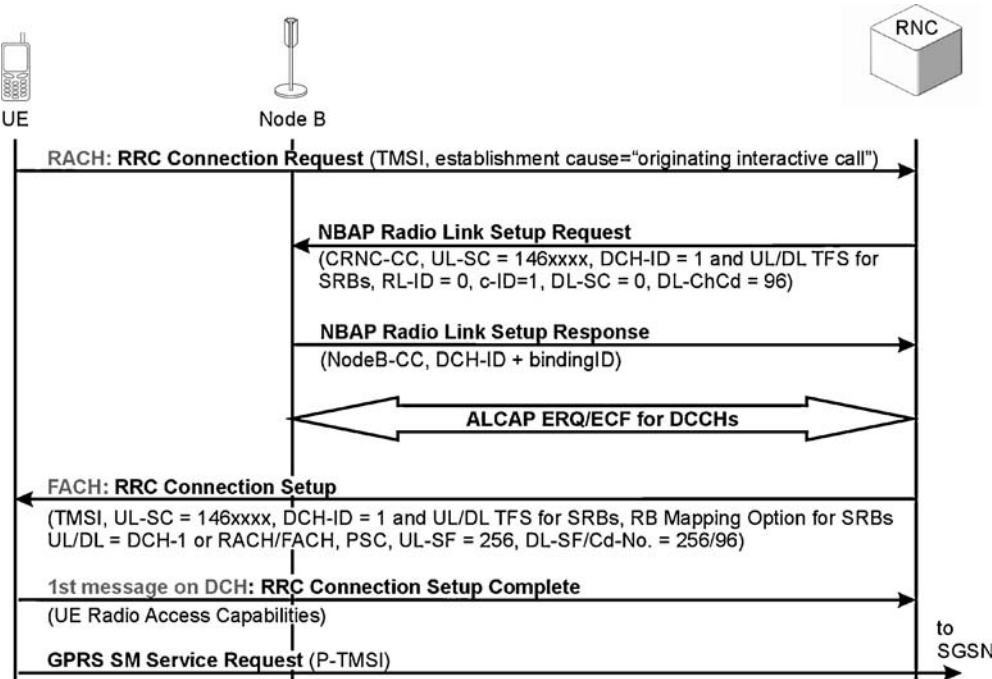 RNC
UE
Node B
RACH: RRC Connection Request (TMSI, establishment cause=“originating interactive call”)
NBAP Radio Link Setup Request
(CRNC-CC, UL-SC = 146xxxx, DCH-ID = 1 and UL/DL TFS for
SRBs, RL-ID = 0, c-ID=1, DL-SC = 0, DL-ChCd = 96)
NBAP Radio Link Setup Response
(NodeB-CC, DCH-ID + bindingID)
ALCAP ERQ/ECF for DCCHs
FACH: RRC Connection Setup
(TMSI, UL-SC = 146xxxx, DCH-ID = 1 and UL/DL TFS for SRBs, RB Mapping Option for SRBs
UL/DL = DCH-1 or RACH/FACH, PSC, UL-SF = 256, DL-SF/Cd-No. = 256/96)
1st message on DCH: RRC Connection Setup Complete
(UE Radio Access Capabilities)
to
SGSN
GPRS SM Service Request (P-TMSI)